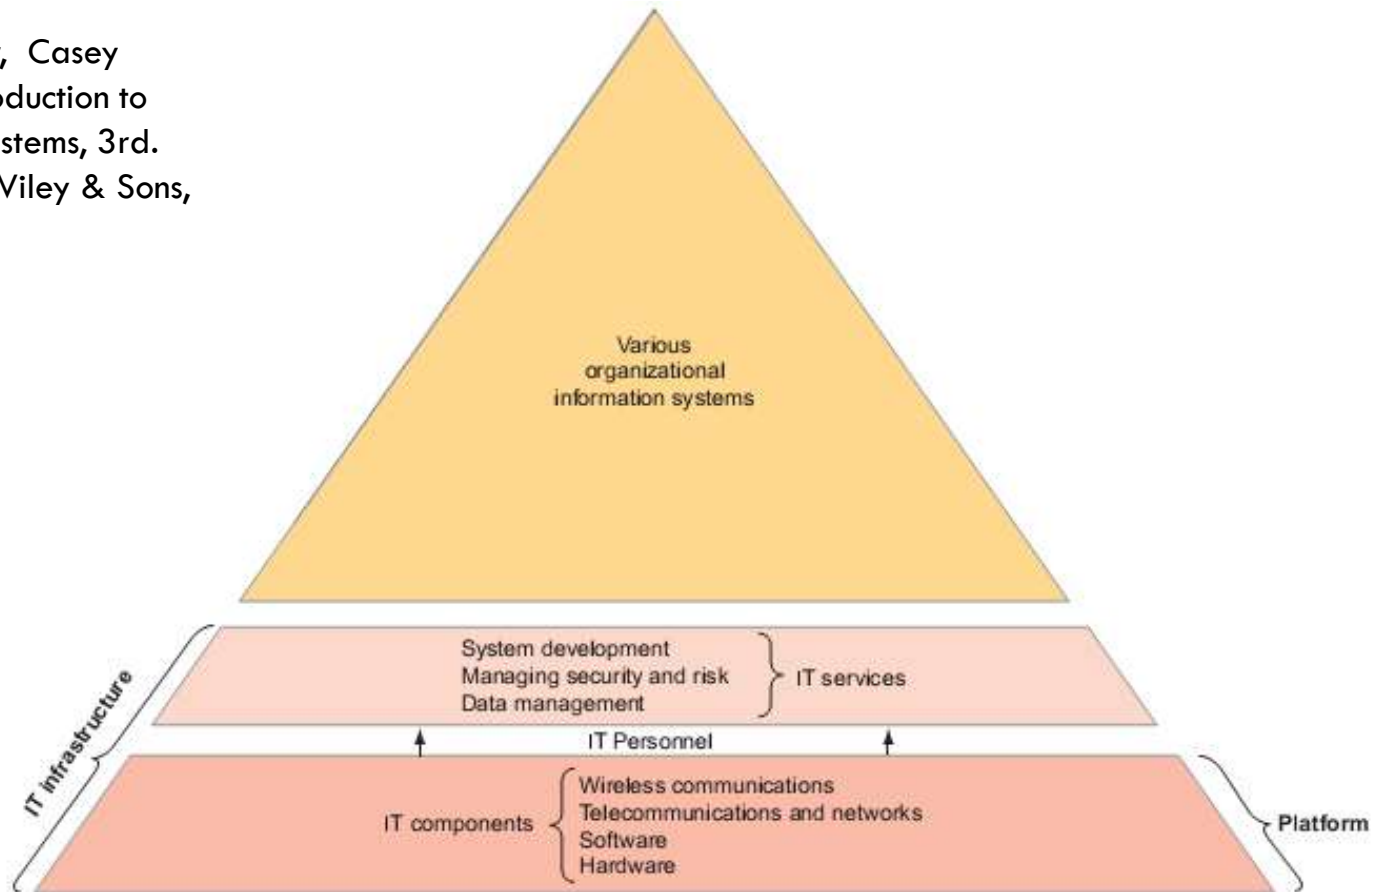 , Casey
oduction to
stems, 3rd.
Wiley & Sons,
Various
organizational
information systems
System development
Managing security and risk
Data management
IT services
IT infrastructure
IT Personnel
IT components
Wireless communications
Telecommunications and networks
Software
Hardware
Platform